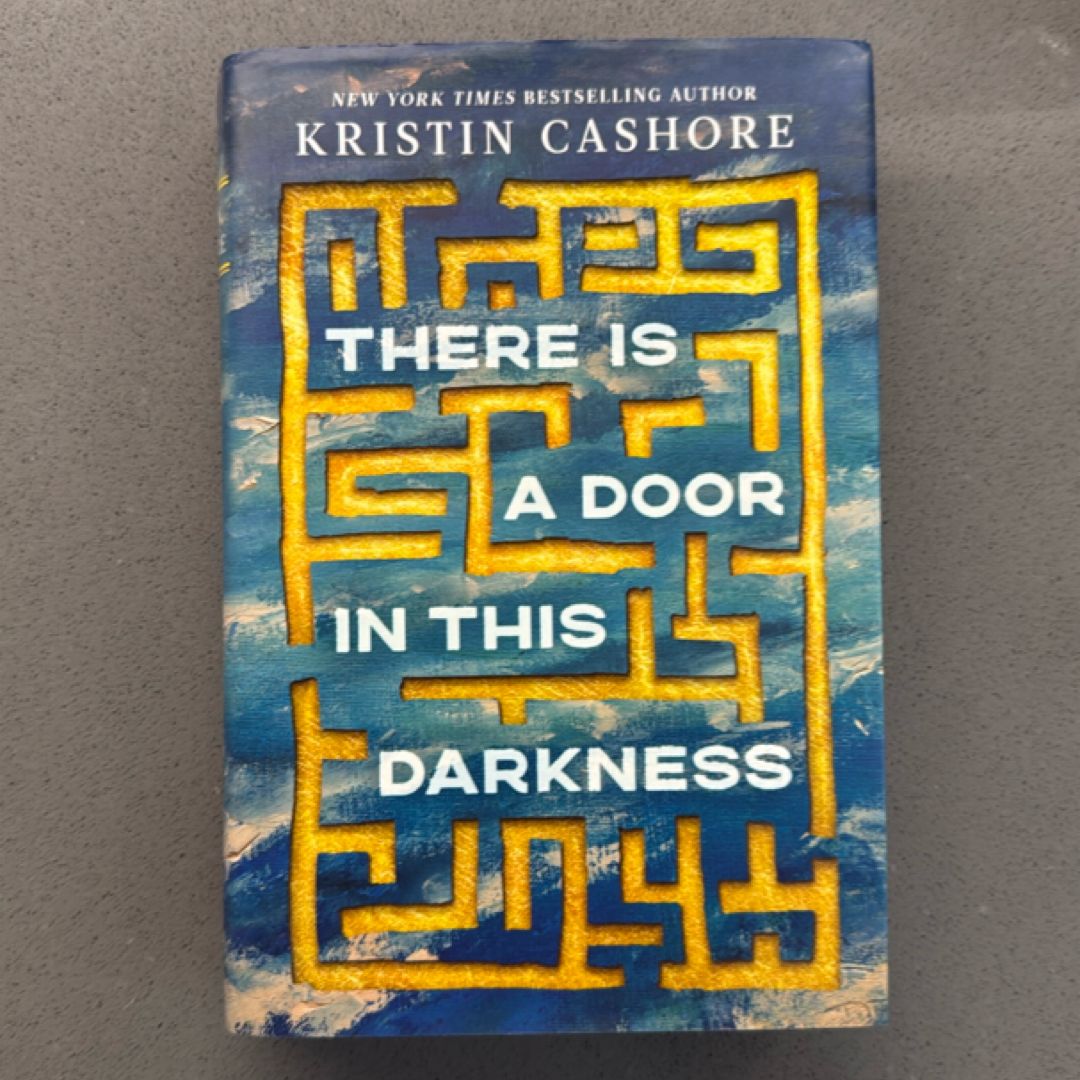 NEW YORK TIMES BESTSELLING AUTHOR
KRISTIN CASHORE
THERE IS
A DOOR
IN THIS
DARKNESS